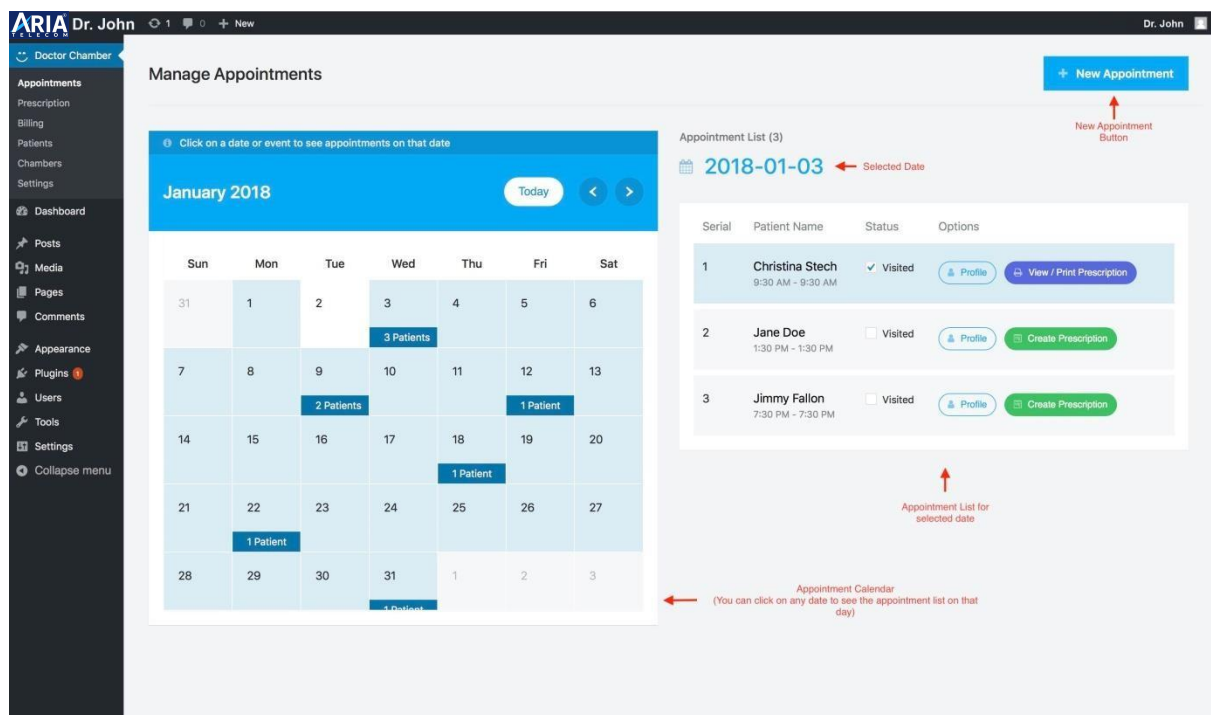 ARIA
TELECOM
Dr. John
1
0
+ New
Dr. John
Doctor Chamber
Appointments
Prescription
Billing
Patients
Chambers
Settings
Dashboard
Posts
Media
Pages
Comments
Appearance
Plugins 1
Users
Tools
Settings
Collapse menu
Manage Appointments
+ New Appointment
New Appointment
Button
Click on a date or event to see appointments on that date
January 2018
Today
< >
Sun Mon Tue Wed Thu Fri Sat
31 1 2 3 4 5 6
3 Patients
7 8 9 10 11 12 13
2 Patients 1 Patient
14 15 16 17 18 19 20
1 Patient
21 22 23 24 25 26 27
1 Patient
28 29 30 31 1 2 3
1 Patient
Appointment List (3)
2018-01-03
Selected Date
Serial Patient Name Status Options
1 Christina Stech Visited Profile View / Print Prescription
9:30 AM - 9:30 AM
2 Jane Doe Visited Profile Create Prescription
1:30 PM - 1:30 PM
3 Jimmy Fallon Visited Profile Create Prescription
7:30 PM - 7:30 PM
Appointment List for
selected date
Appointment Calendar
(You can click on any date to see the appointment list on that
day)